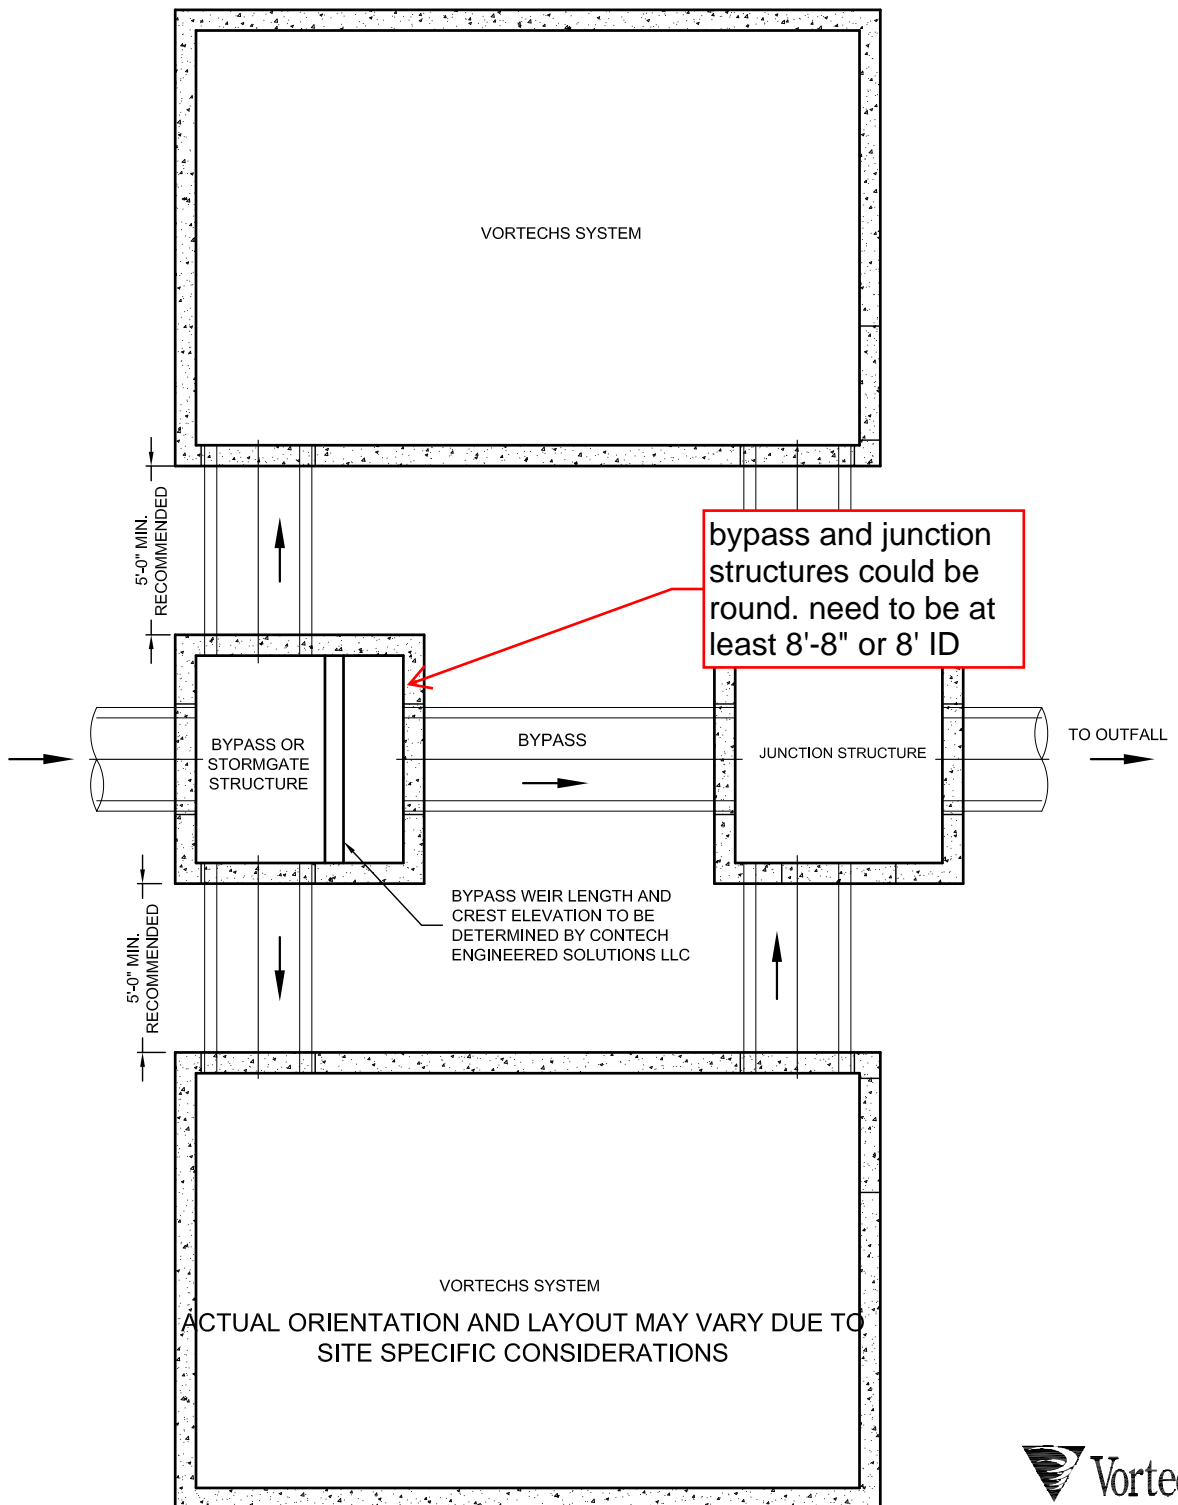 VORTECHS SYSTEM
5'-0" MIN.
RECOMMENDED
bypass and junction
structures could be
round. need to be at
least 8'-8" or 8' ID
BYPASS OR
STORMGATE
STRUCTURE
BYPASS
JUNCTION STRUCTURE
TO OUTFALL
BYPASS WEIR LENGTH AND
CREST ELEVATION TO BE
DETERMINED BY CONTECH
ENGINEERED SOLUTIONS LLC
5'-0" MIN.
RECOMMENDED
VORTECHS SYSTEM
ACTUAL ORIENTATION AND LAYOUT MAY VARY DUE TO
SITE SPECIFIC CONSIDERATIONS